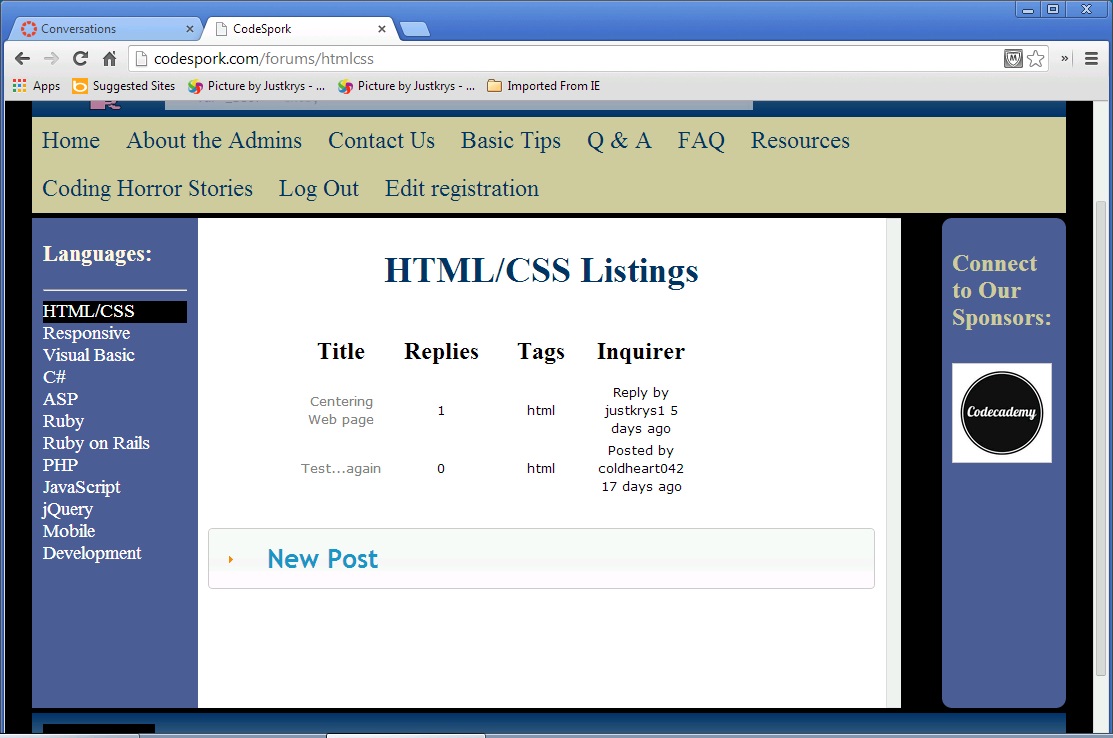 Conversations
CodeSpork
codespork.com/forums/htmlcss
Apps Suggested Sites Picture by Justkrys - ... Picture by Justkrys - ... Imported From IE
Home About the Admins Contact Us Basic Tips Q & A FAQ Resources
Coding Horror Stories Log Out Edit registration
Languages:
HTML/CSS
Responsive
Visual Basic
C#
ASP
Ruby
Ruby on Rails
PHP
JavaScript
jQuery
Mobile
Development
HTML/CSS Listings
Title Replies Tags Inquirer
Centering
Web page
1
html
Reply by
justkrys1 5
days ago
Test...again
0
html
Posted by
coldheart042
17 days ago
New Post
Connect
to Our
Sponsors:
Codecademy